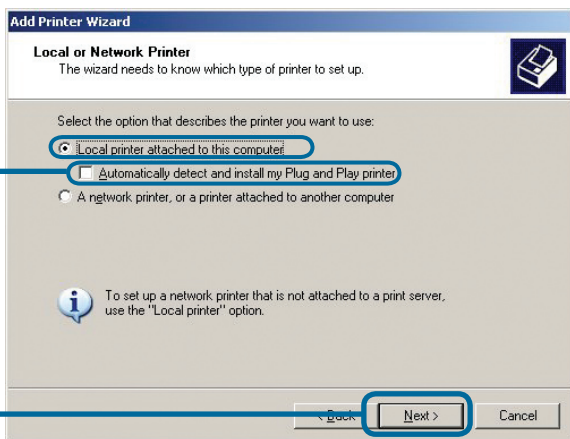 Add Printer Wizard
Local or Network Printer
The wizard needs to know which type of printer to set up.
Select the option that describes the printer you want to use:
Local printer attached to this computer
Automatically detect and install my Plug and Play printer
A network printer, or a printer attached to another computer
To set up a network printer that is not attached to a print server,
use the "Local printer" option.
< Back
Next >
Cancel